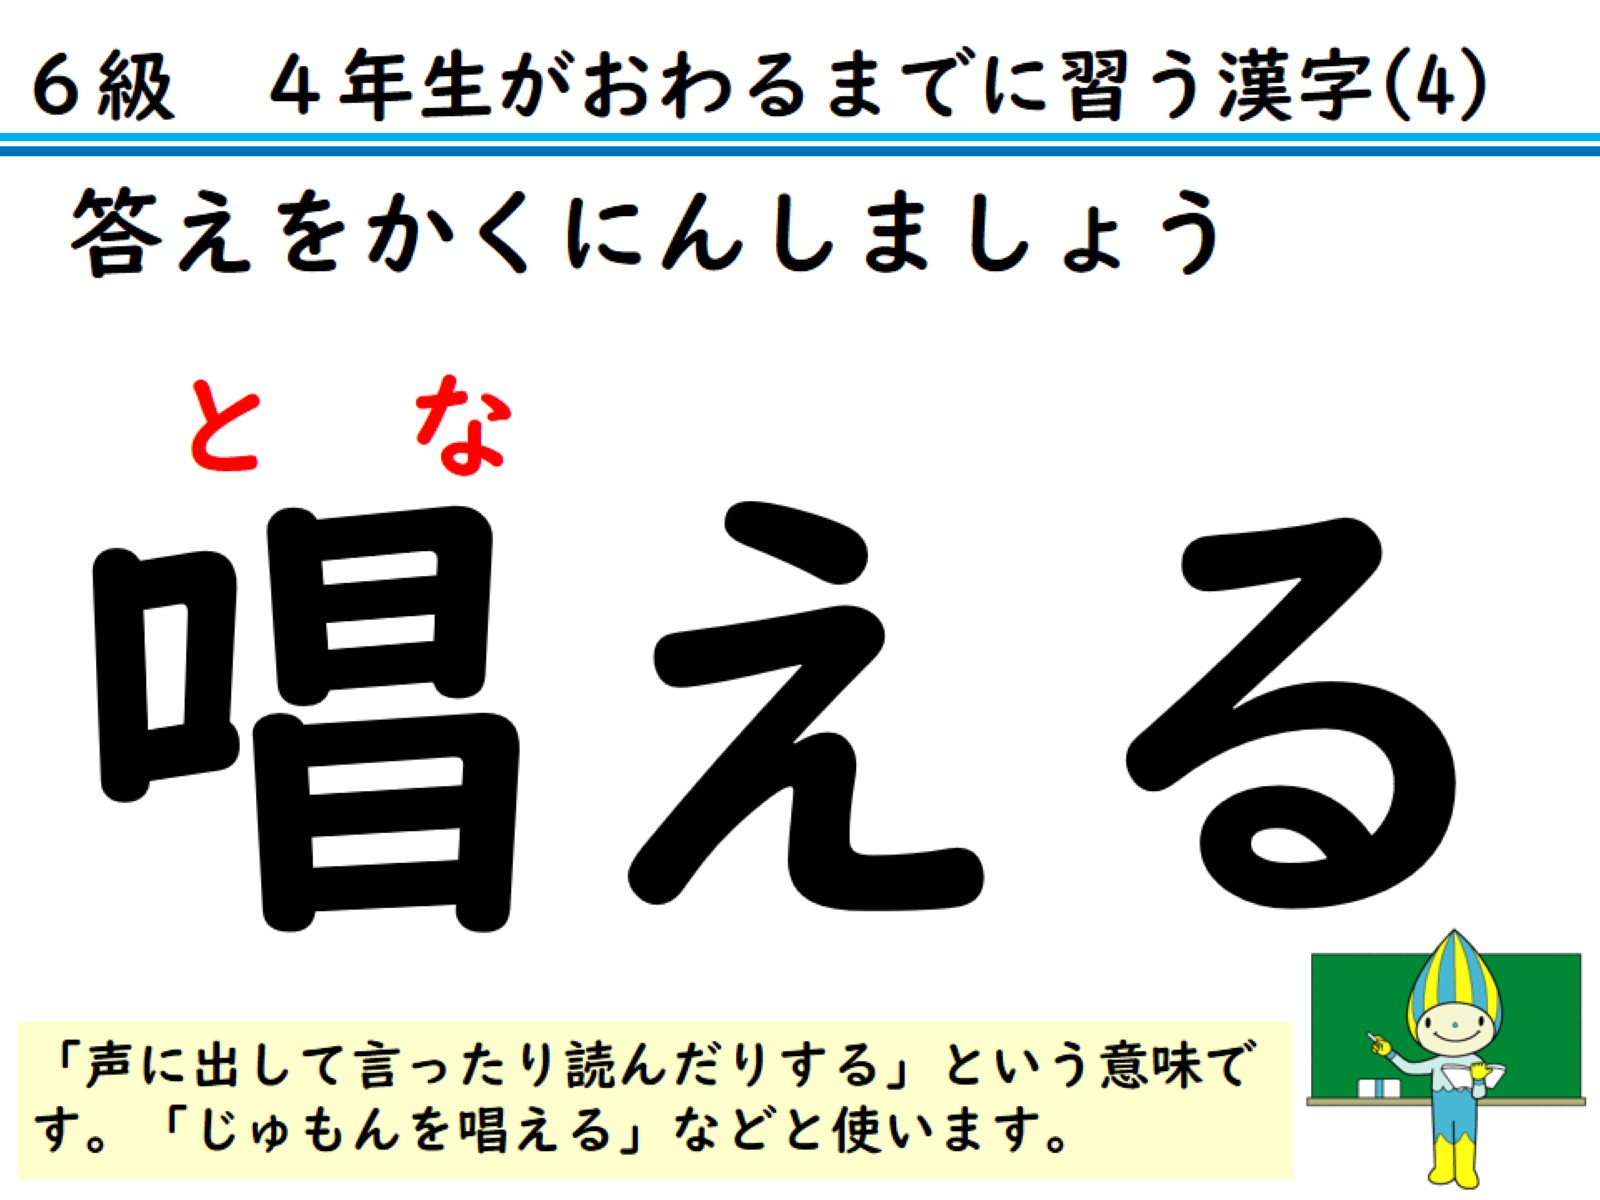 ６級　４年生がおわるまでに習う漢字(4)
答えをかくにんしましょう
とな
唱える
「声に出して言ったり読んだりする」という意味で
す。「じゅもんを唱える」などと使います。